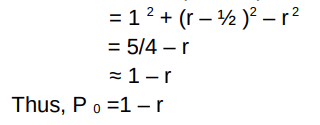 = 1 ² + (r – ½ )² – r ²
= 5/4 – r
≈ 1 – r
Thus, P ₀ =1 – r